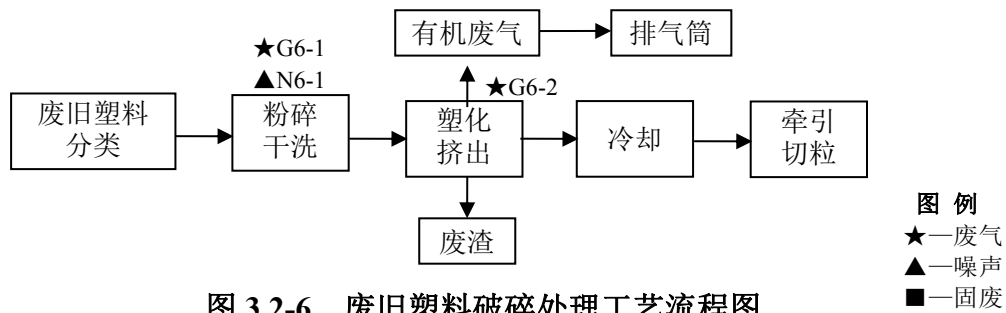 有机废气
排气筒
★G6-1
▲N6-1
★G6-2
废旧塑料
分类
粉碎
干洗
塑化
挤出
冷却
牵引
切粒
废渣
图 例
★—废气
▲—噪声
■—固废
图 3.2-6 废旧塑料破碎处理工艺流程图